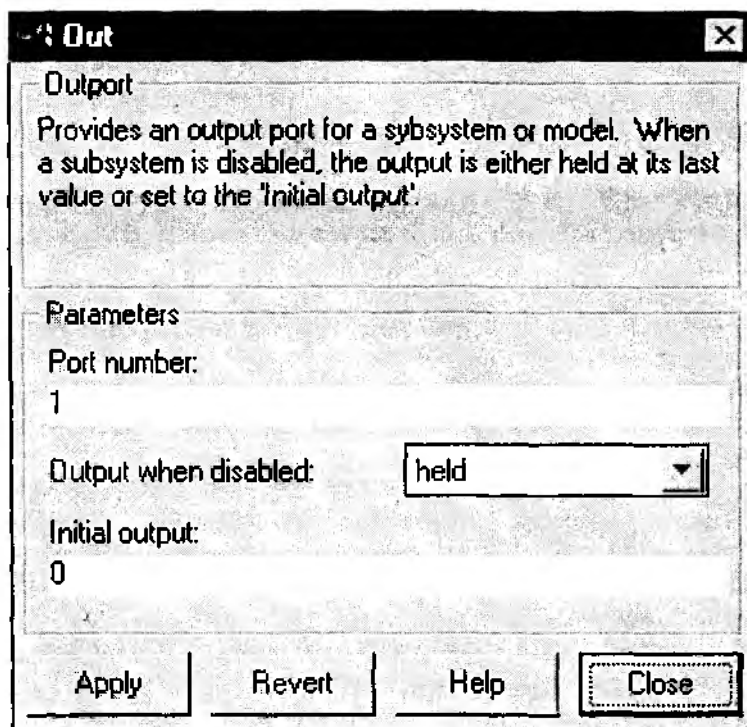 Out
Outport
Provides an output port for a sybsystem or model. When
a subsystem is disabled, the output is either held at its last
value or set to the 'Initial output'.
Parameters
Port number:
1
Output when disabled:
held
Initial output:
0
Apply
Revert
Help
Close